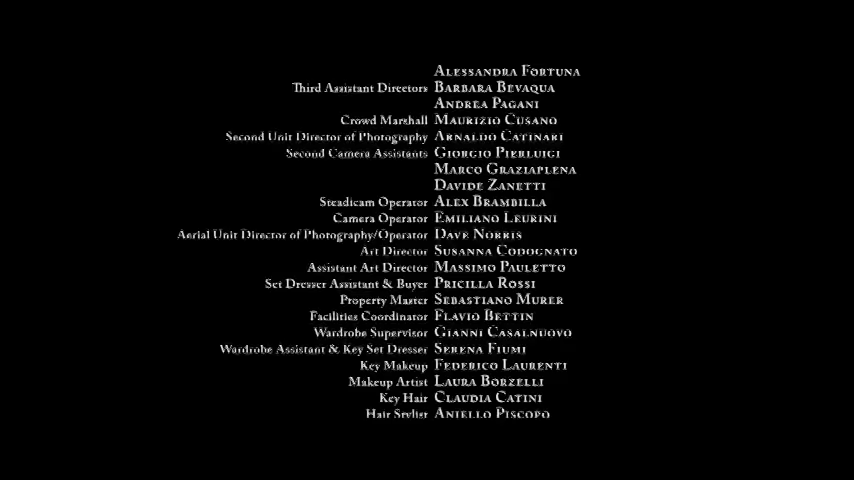 Alessandra Fortuna
Third Assistant Directors Barbara Bevaqua
Andrea Pagani
Crowd Marshall Maurizio Cusano
Second Unit Director of Photography Arnaldo Catinari
Second Camera Assistants Giorgio Pierluigi
Marco Graziaplena
Davide Zanetti
Steadicam Operator Alex Brambilla
Camera Operator Emiliano Leurini
Aerial Unit Director of Photography/Operator Dave Norris
Art Director Susanna Codognato
Assistant Art Director Massimo Pauletto
Set Dresser Assistant & Buyer Pricilla Rossi
Property Master Sebastiano Murer
Facilities Coordinator Flavio Bettin
Wardrobe Supervisor Gianni Casalnuovo
Wardrobe Assistant & Key Set Dresser Serena Fiumi
Key Makeup Federico Laurenti
Makeup Artist Laura Borzelli
Key Hair Claudia Catini
Hair Stylist Aniello Piscopo